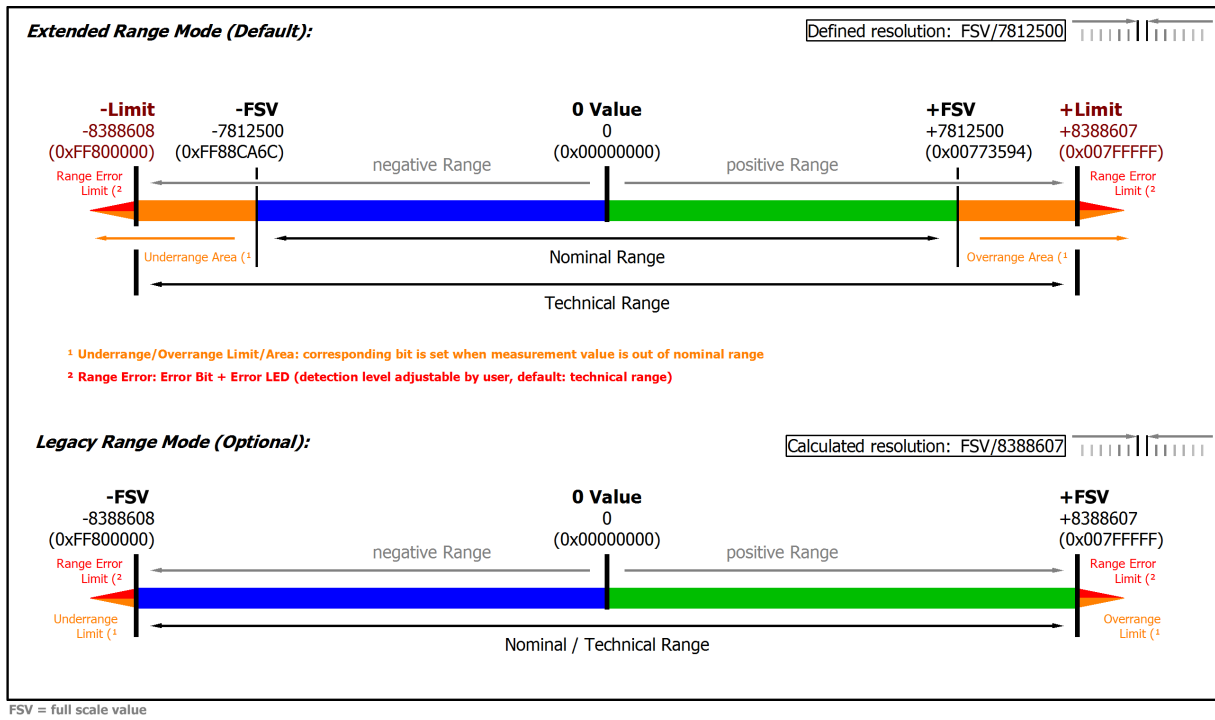 Extended Range Mode (Default):
Defined resolution: FSV/7812500
-Limit
-8388608
(0xFF800000)
-FSV
-7812500
(0xFF88CA6C)
0 Value
0
(0x00000000)
+FSV
+7812500
(0x00773594)
+Limit
+8388607
(0x007FFFFF)
negative Range
positive Range
Range Error
Limit (²
Range Error
Limit (²
Underrange Area (¹
Nominal Range
Overrange Area (¹
Technical Range
¹ Underrange/Overrange Limit/Area: corresponding bit is set when measurement value is out of nominal range
² Range Error: Error Bit + Error LED (detection level adjustable by user, default: technical range)
Legacy Range Mode (Optional):
Calculated resolution: FSV/8388607
-FSV
-8388608
(0xFF800000)
0 Value
0
(0x00000000)
+FSV
+8388607
(0x007FFFFF)
negative Range
positive Range
Range Error
Limit (²
Range Error
Limit (²
Underrange
Limit (¹
Overrange
Limit (¹
Nominal / Technical Range
FSV = full scale value